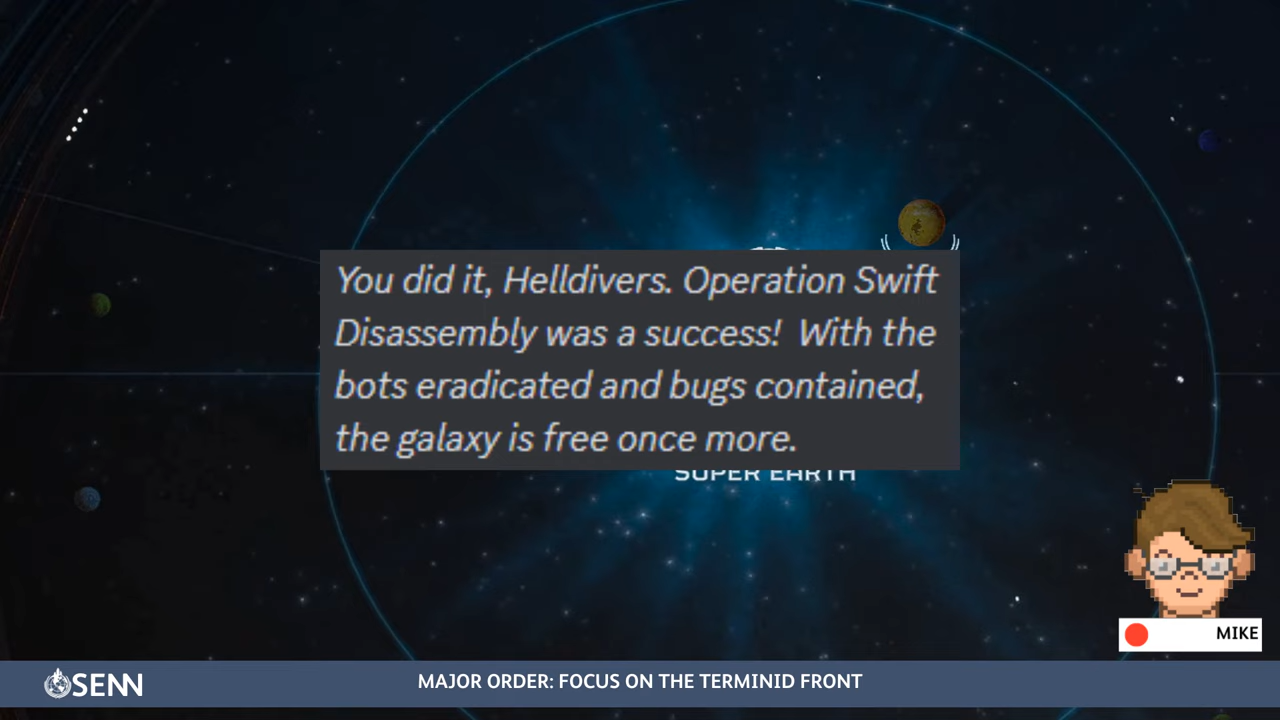 You did it, Helldivers. Operation Swift
Disassembly was a success!  With the
bots eradicated and bugs contained,
the galaxy is free once more.
SUPER EARTH
MIKE
SENN
MAJOR ORDER: FOCUS ON THE TERMINID FRONT